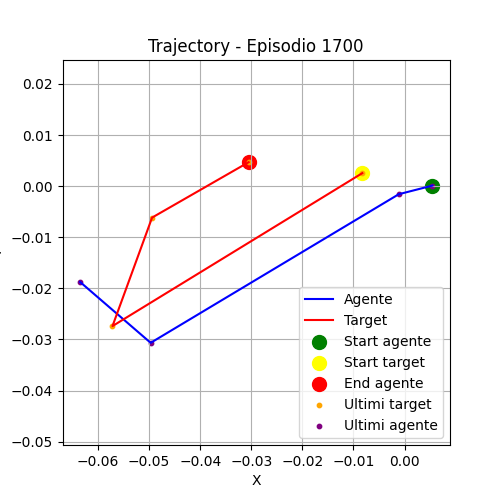 Trajectory - Episodio 1700
0.02
0.01
0.00
−0.01
−0.02
−0.03
−0.04
−0.05
−0.06
−0.05
−0.04
−0.03
−0.02
−0.01
0.00
X
Agente
Target
Start agente
Start target
End agente
Ultimi target
Ultimi agente